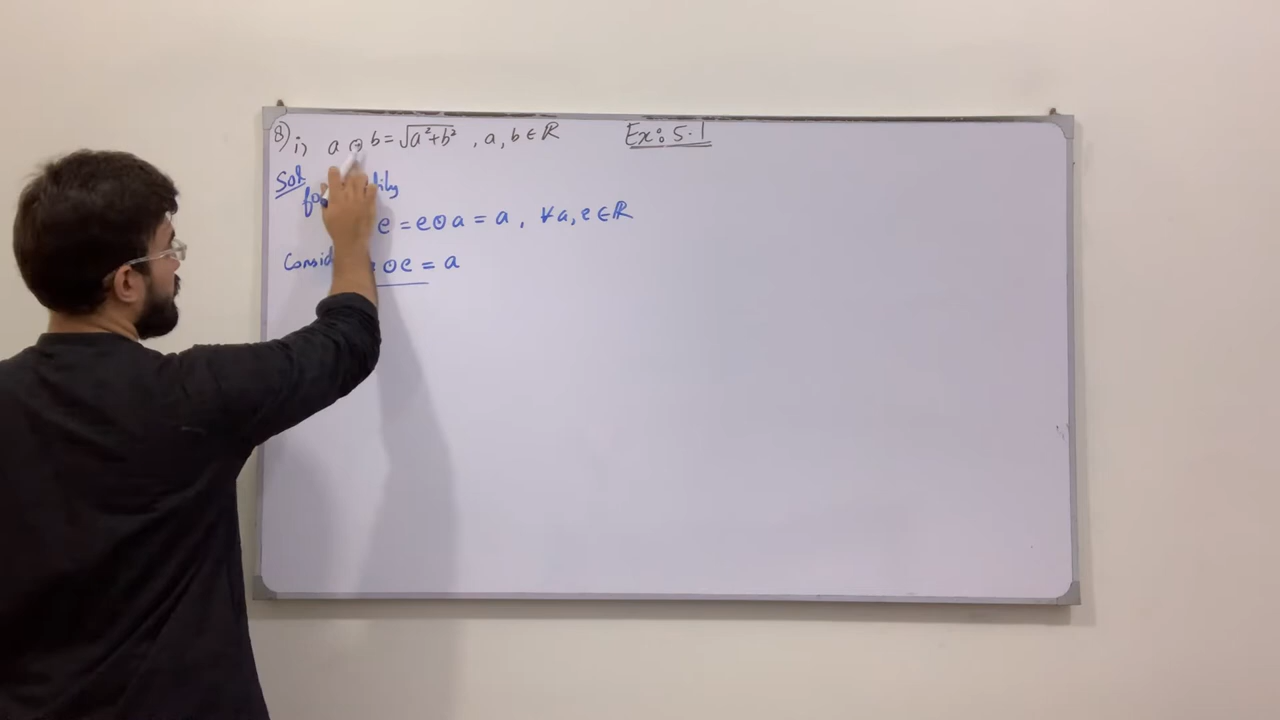 8) i) a ⊙ b = √a²+b² , a, b ∈ ℝ
Ex: 5.1
Sol
e = e⊙a = a , ∀ a, e ∈ ℝ
⊙e = a